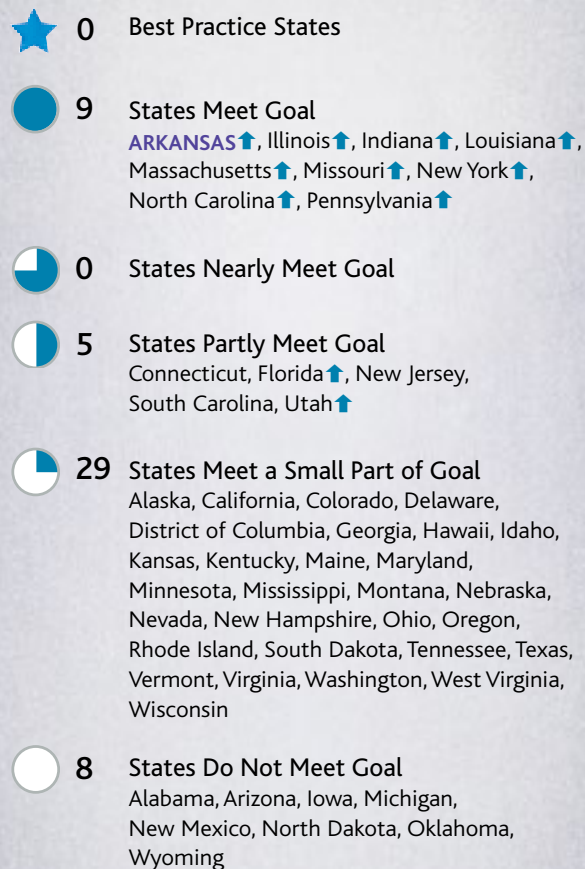 0 Best Practice States
9 States Meet Goal
ARKANSAS⬆, Illinois⬆, Indiana⬆, Louisiana⬆,
Massachusetts⬆, Missouri⬆, New York⬆,
North Carolina⬆, Pennsylvania⬆
0 States Nearly Meet Goal
5 States Partly Meet Goal
Connecticut, Florida⬆, New Jersey,
South Carolina, Utah⬆
29 States Meet a Small Part of Goal
Alaska, California, Colorado, Delaware,
District of Columbia, Georgia, Hawaii, Idaho,
Kansas, Kentucky, Maine, Maryland,
Minnesota, Mississippi, Montana, Nebraska,
Nevada, New Hampshire, Ohio, Oregon,
Rhode Island, South Dakota, Tennessee, Texas,
Vermont, Virginia, Washington, West Virginia,
Wisconsin
8 States Do Not Meet Goal
Alabama, Arizona, Iowa, Michigan,
New Mexico, North Dakota, Oklahoma,
Wyoming